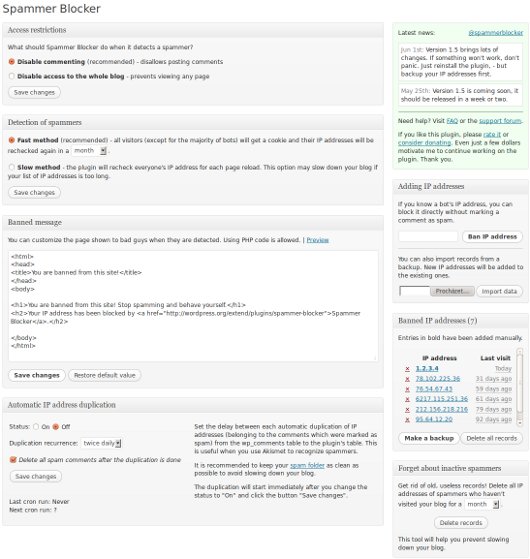 Spammer Blocker
Access restrictions
What should Spammer Blocker do when it detects a spammer?
Disable commenting (recommended) - disallows posting comments
Disable access to the whole blog - prevents viewing any page
Save changes
Detection of spammers
Fast method (recommended) - all visitors (except for the majority of bots) will get a cookie and their IP addresses will be
rechecked again in a month .
Slow method - the plugin will recheck everyone's IP address for each page reload. This option may slow down your blog if
your list of IP addresses is too long.
Save changes
Banned message
You can customize the page shown to bad guys when they are detected. Using PHP code is allowed. | Preview
<html>
<head>
<title>You are banned from this site!</title>
</head>
<body>
<h1>You are banned from this site! Stop spamming and behave yourself.</h1>
<h2>Your IP address has been blocked by <a href="http://wordpress.org/extend/plugins/spammer-blocker">Spammer
Blocker</a>.</h2>
</body>
</html>
Save changes
Restore default value
Automatic IP address duplication
Status: On Off
Duplication recurrence: twice daily
Delete all spam comments after the duplication is done
Save changes
Last cron run: Never
Next cron run: ?
Set the delay between each automatic duplication of IP
addresses (belonging to the comments which were marked as
spam) from the wp_comments table to the plugin's table. This
is useful when you use Akismet to recognize spammers.
It is recommended to keep your spam folder as clean as
possible to avoid slowing down your blog.
The duplication will start immediately after you change the
status to "On" and click the button "Save changes".
Latest news:
@spammerblocker
Jun 1st: Version 1.5 brings lots of
changes. If something won't work, don't
panic. Just reinstall the plugin, - but
backup your IP addresses first.
May 25th: Version 1.5 is coming soon, it
should be released in a week or two.
Need help? Visit FAQ or the support forum.
If you like this plugin, please rate it or
consider donating. Even just a few dollars
motivate me to continue working on the
plugin. Thank you.
Adding IP addresses
If you know a bot's IP address, you can
block it directly without marking a
comment as spam.
Ban IP address
You can also import records from a
backup. New IP addresses will be added to
the existing ones.
Procházet...
Import data
Banned IP addresses (7)
Entries in bold have been added manually.
IP address Last visit
x 1.2.3.4 Today
x 78.102.225.36 31 days ago
x 76.54.67.43 59 days ago
x 6217.115.251.36 61 days ago
x 212.156.218.216 79 days ago
x 95.64.12.20 92 days ago
Make a backup
Delete all records
Forget about inactive spammers
Get rid of old, useless records! Delete all IP
addresses of spammers who haven't
visited your blog for a month .
Delete records
This tool will help you prevent slowing
down your blog.